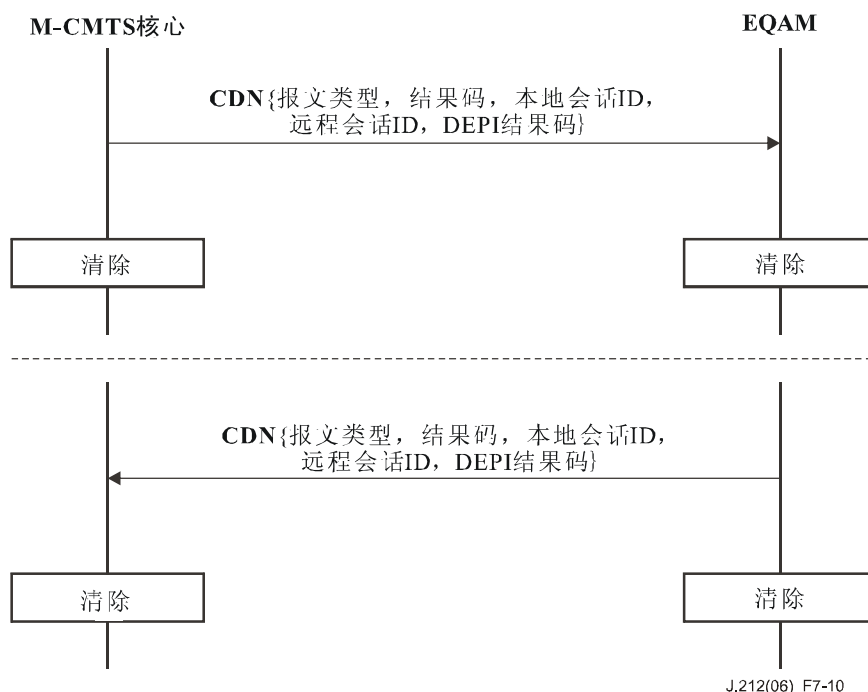 M-CMTS核心
EQAM
CDN{报文类型，结果码，本地会话ID，
远程会话ID，DEPI结果码}
清除
清除
CDN{报文类型，结果码，本地会话ID，
远程会话ID，DEPI结果码}
清除
清除
J.212(06)_F7-10